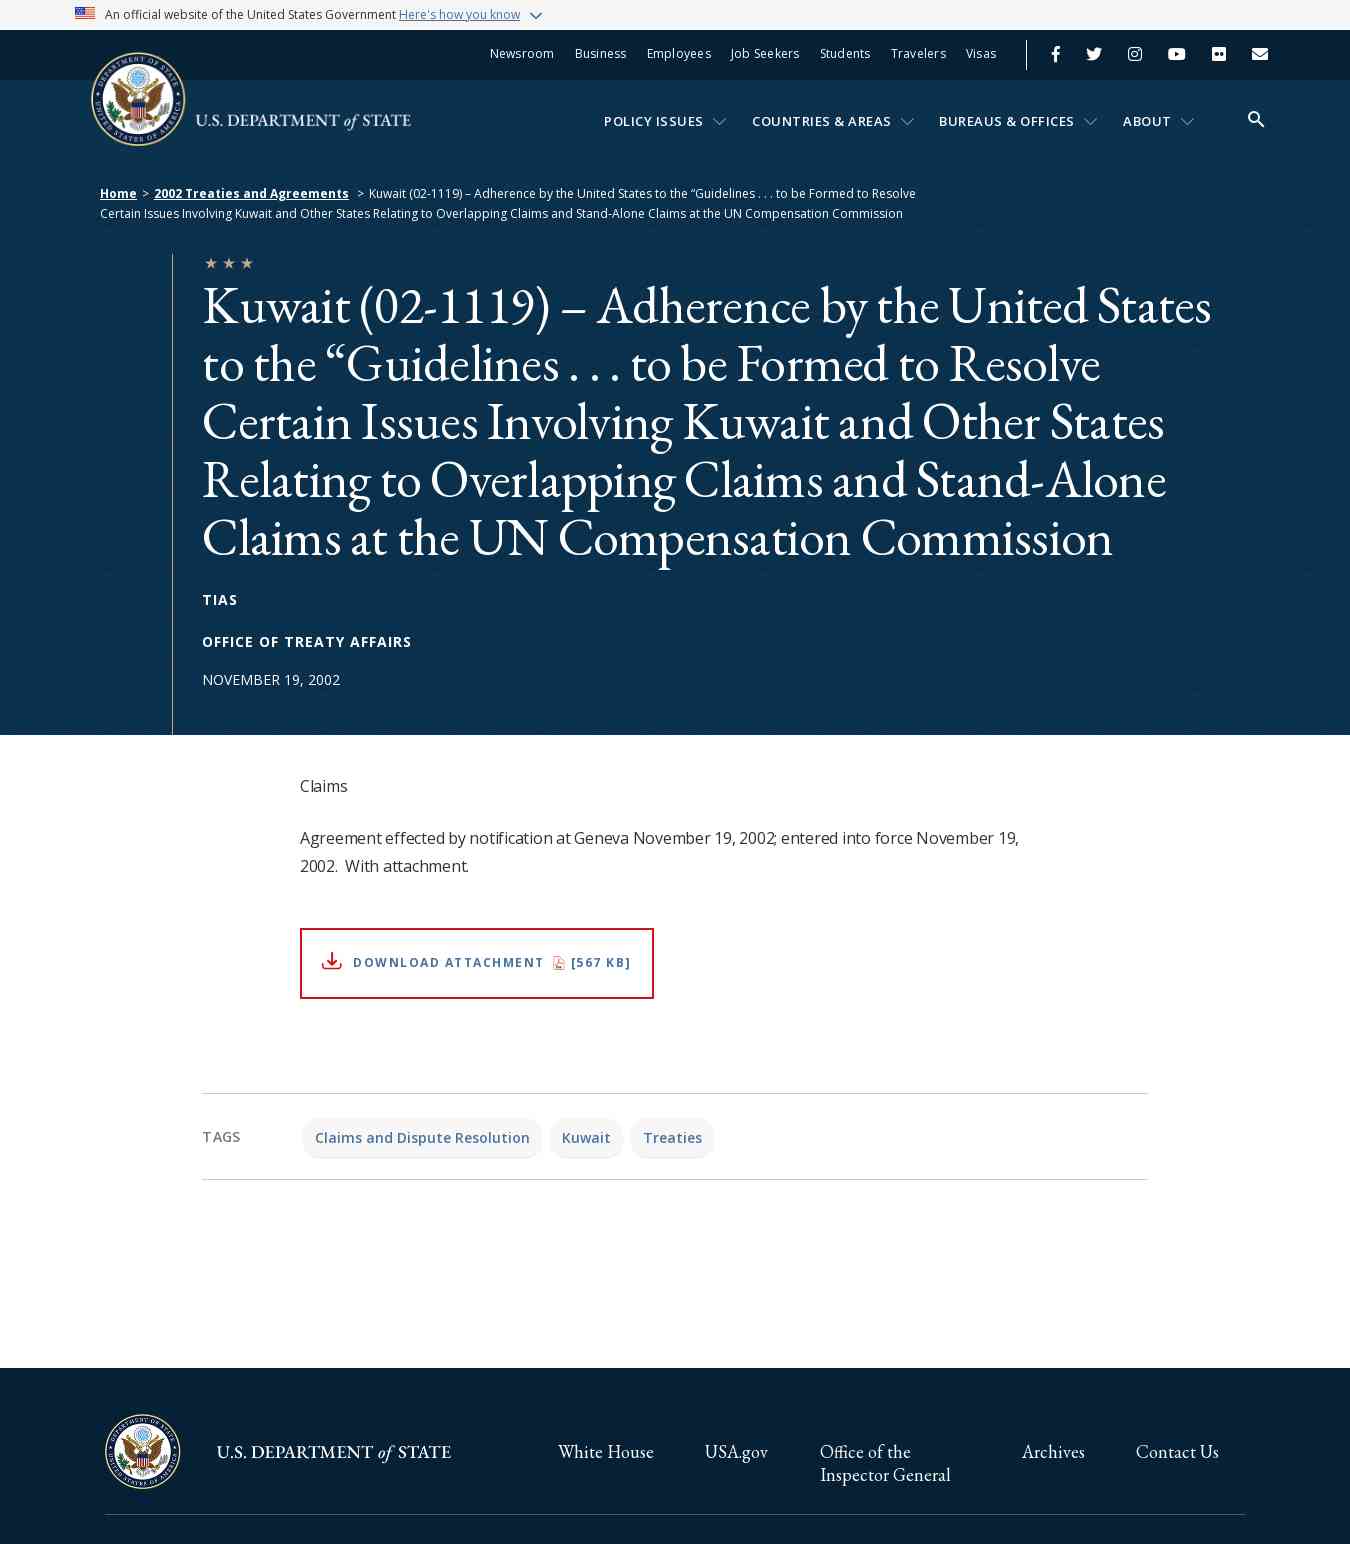 An official website of the United States Government Here's how you know
Newsroom Business Employees Job Seekers Students Travelers Visas
U.S. DEPARTMENT of STATE
POLICY ISSUES COUNTRIES & AREAS BUREAUS & OFFICES ABOUT
Home > 2002 Treaties and Agreements > Kuwait (02-1119) – Adherence by the United States to the “Guidelines . . . to be Formed to Resolve
Certain Issues Involving Kuwait and Other States Relating to Overlapping Claims and Stand-Alone Claims at the UN Compensation Commission
Kuwait (02-1119) – Adherence by the United States
to the “Guidelines . . . to be Formed to Resolve
Certain Issues Involving Kuwait and Other States
Relating to Overlapping Claims and Stand-Alone
Claims at the UN Compensation Commission
TIAS
OFFICE OF TREATY AFFAIRS
NOVEMBER 19, 2002
Claims
Agreement effected by notification at Geneva November 19, 2002; entered into force November 19,
2002.  With attachment.
DOWNLOAD ATTACHMENT [567 KB]
TAGS Claims and Dispute Resolution Kuwait Treaties
DEPARTMENT OF STATE
UNITED STATES OF AMERICA
U.S. DEPARTMENT of STATE
White House USA.gov Office of the Archives Contact Us
Inspector General